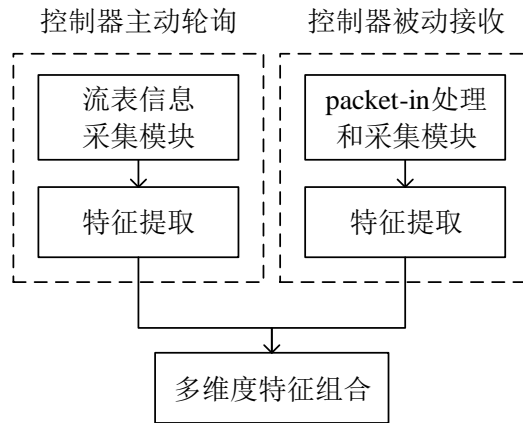 控制器主动轮询
控制器被动接收
流表信息
采集模块
packet-in处理
和采集模块
特征提取
特征提取
多维度特征组合